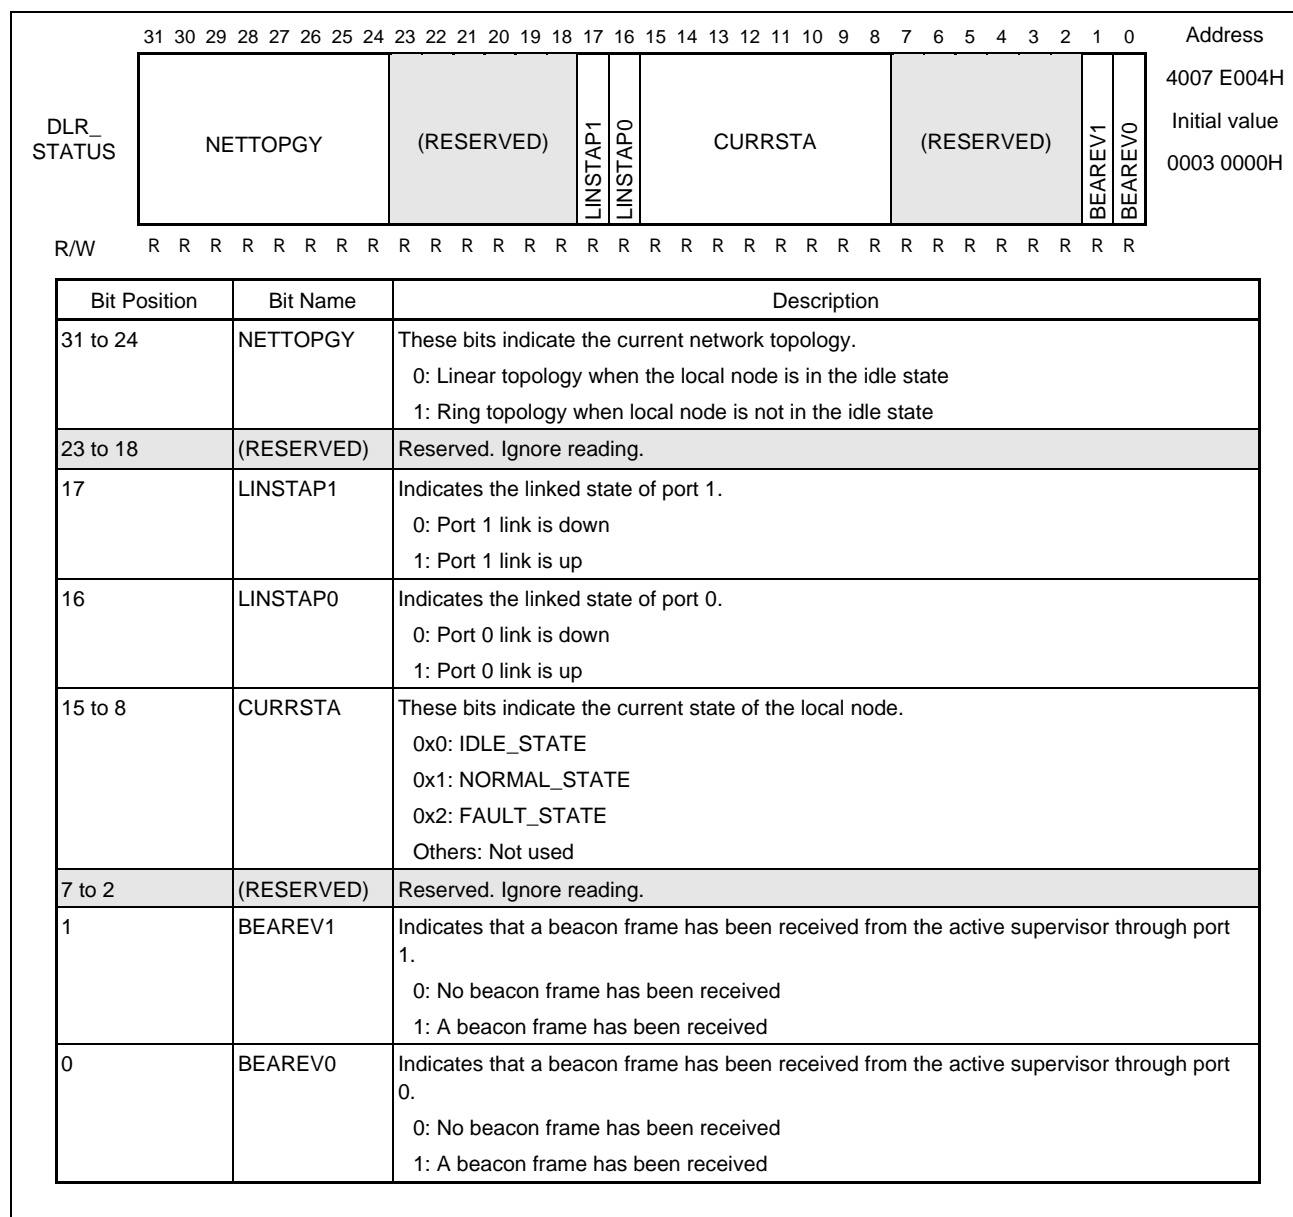 31 30 29 28 27 26 25 24 23 22 21 20 19 18 17 16 15 14 13 12 11 10 9 8 7 6 5 4 3 2 1 0 Address
4007 E004H
DLR_
STATUS
NETTOPGY
(RESERVED)
LINSTAP1
LINSTAP0
CURRSTA
(RESERVED)
BEAREV1
BEAREV0
Initial value
0003 0000H
R/W R R R R R R R R R R R R R R R R R R R R R R R R R R R R R R R R
Bit Position Bit Name Description
31 to 24 NETTOPGY These bits indicate the current network topology.
0: Linear topology when the local node is in the idle state
1: Ring topology when local node is not in the idle state
23 to 18 (RESERVED) Reserved. Ignore reading.
17 LINSTAP1 Indicates the linked state of port 1.
0: Port 1 link is down
1: Port 1 link is up
16 LINSTAP0 Indicates the linked state of port 0.
0: Port 0 link is down
1: Port 0 link is up
15 to 8 CURRSTA These bits indicate the current state of the local node.
0x0: IDLE_STATE
0x1: NORMAL_STATE
0x2: FAULT_STATE
Others: Not used
7 to 2 (RESERVED) Reserved. Ignore reading.
1 BEAREV1 Indicates that a beacon frame has been received from the active supervisor through port
1.
0: No beacon frame has been received
1: A beacon frame has been received
0 BEAREV0 Indicates that a beacon frame has been received from the active supervisor through port
0.
0: No beacon frame has been received
1: A beacon frame has been received